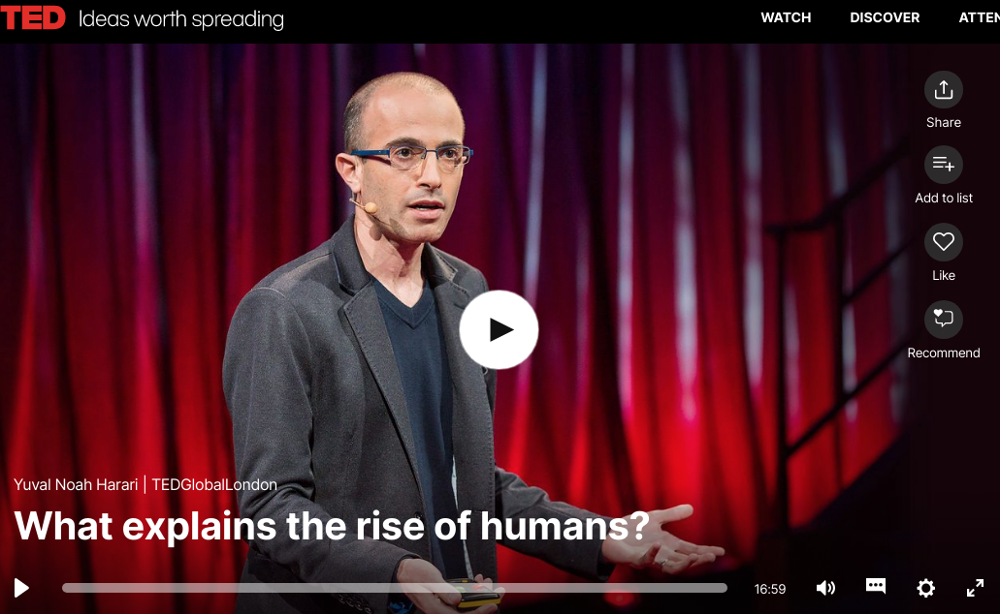 TED Ideas worth spreading
WATCH DISCOVER ATTEN
Share
Add to list
Like
Recommend
Yuval Noah Harari | TEDGlobalLondon
What explains the rise of humans?
16:59